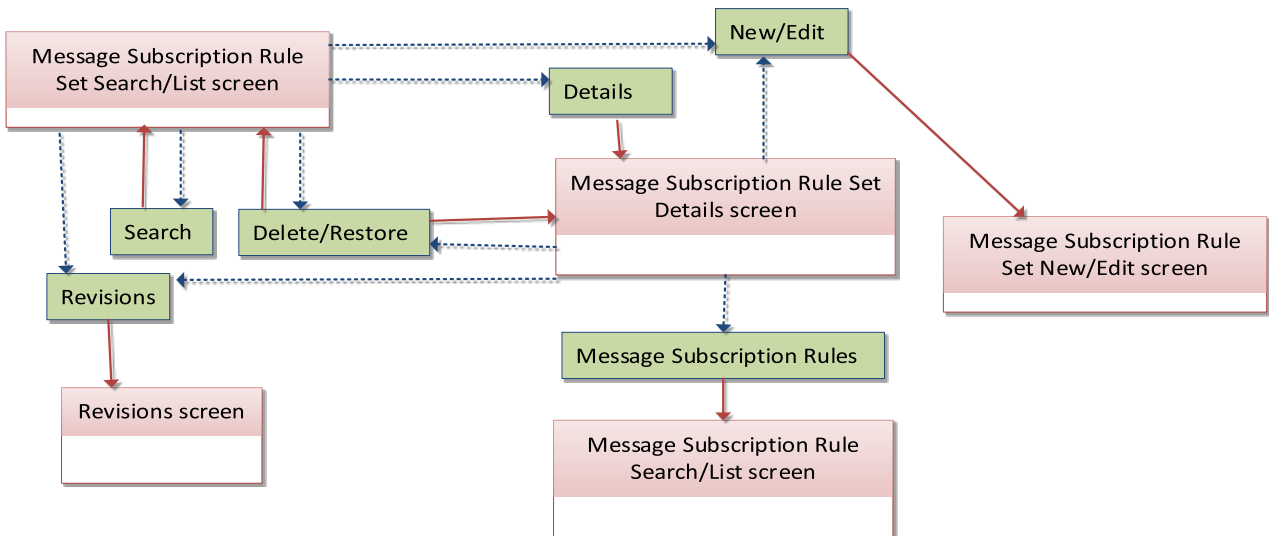 New/Edit
Message Subscription Rule
Set Search/List screen
Details
Message Subscription Rule Set
Details screen
Search
Delete/Restore
Message Subscription Rule
Set New/Edit screen
Revisions
Message Subscription Rules
Revisions screen
Message Subscription Rule
Search/List screen